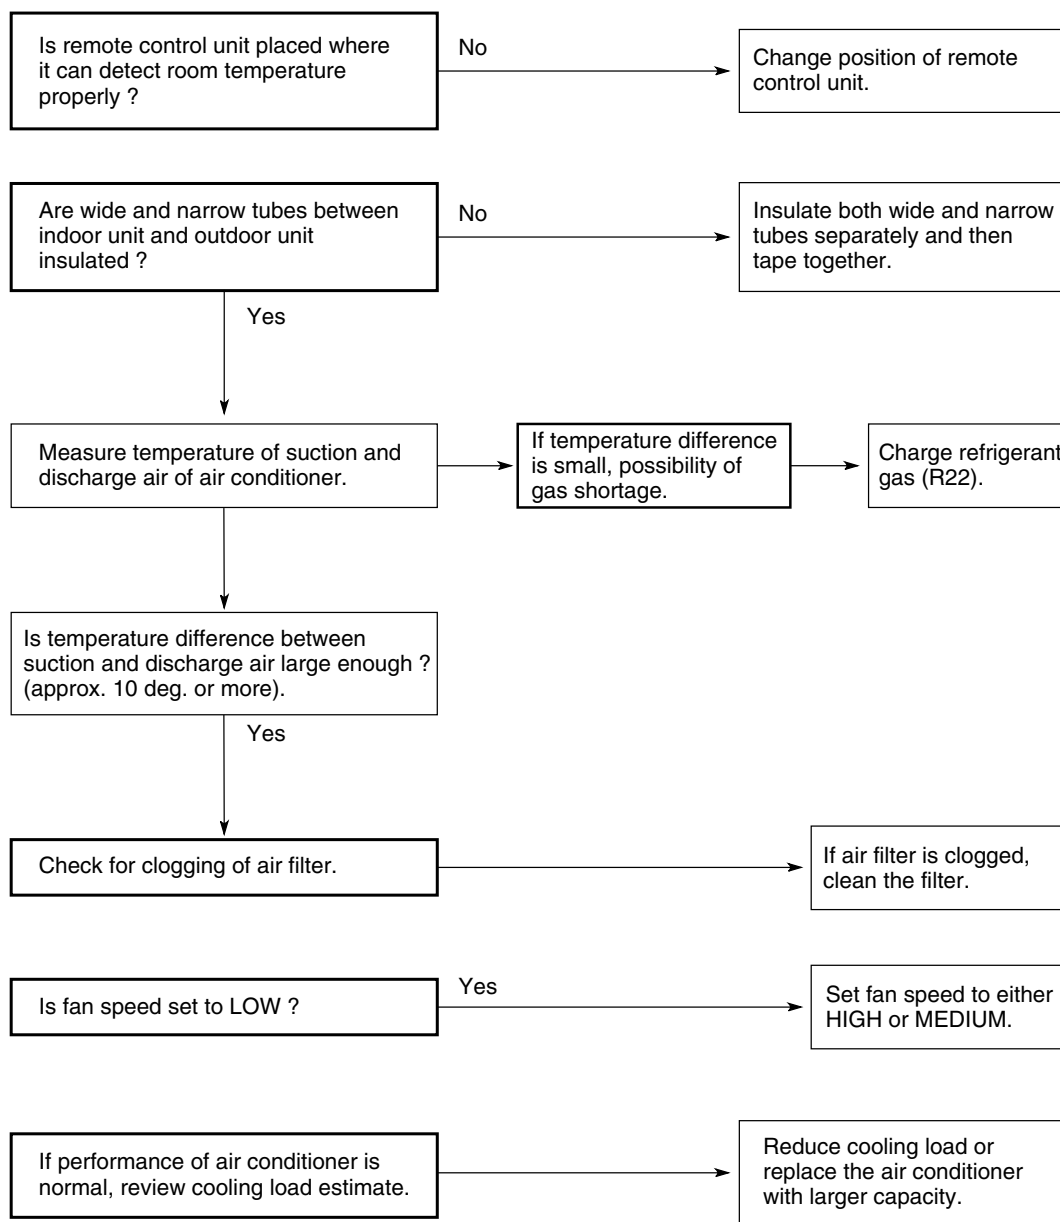 Is remote control unit placed where
it can detect room temperature
properly ?
No
Change position of remote
control unit.
Are wide and narrow tubes between
indoor unit and outdoor unit
insulated ?
No
Insulate both wide and narrow
tubes separately and then
tape together.
Yes
Measure temperature of suction and
discharge air of air conditioner.
If temperature difference
is small, possibility of
gas shortage.
Charge refrigerant
gas (R22).
Is temperature difference between
suction and discharge air large enough ?
(approx. 10 deg. or more).
Yes
Check for clogging of air filter.
If air filter is clogged,
clean the filter.
Is fan speed set to LOW ?
Yes
Set fan speed to either
HIGH or MEDIUM.
If performance of air conditioner is
normal, review cooling load estimate.
Reduce cooling load or
replace the air conditioner
with larger capacity.